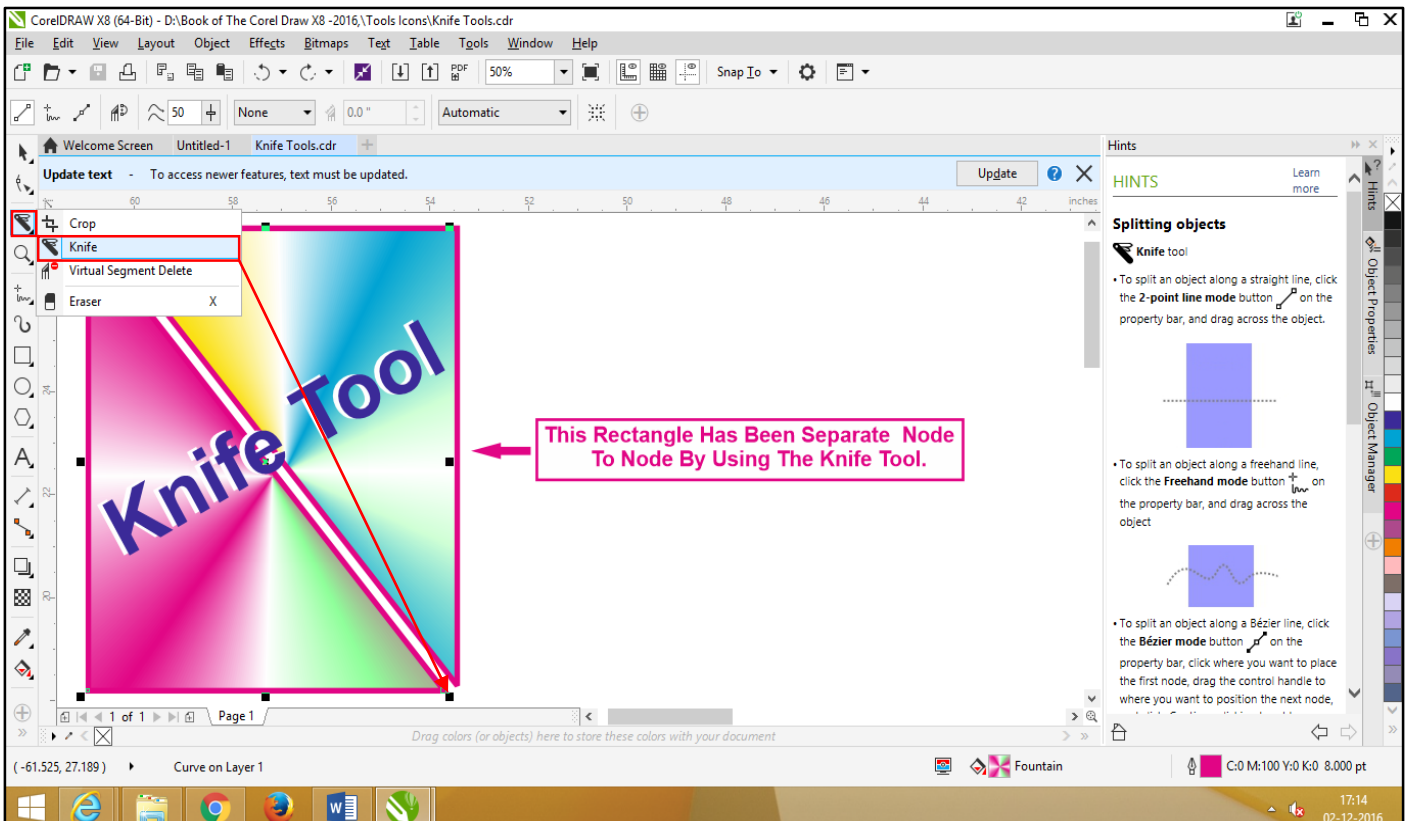 CorelDRAW X8 (64-Bit) - D:\Book of The Corel Draw X8 -2016,\Tools Icons\Knife Tools.cdr
File Edit View Layout Object Effects Bitmaps Text Table Tools Window Help
PDF 50% Snap To
50 None 0.0 " Automatic
Welcome Screen Untitled-1 Knife Tools.cdr
Update text - To access newer features, text must be updated. Update
60 58 56 54 52 50 48 46 44 42 inches
Crop
Knife
Virtual Segment Delete
Eraser X
24
22
20
Knife Tool
This Rectangle Has Been Separate Node
To Node By Using The Knife Tool.
Hints
HINTS
Learn
more
Splitting objects
Knife tool
• To split an object along a straight line, click
the 2-point line mode button on the
property bar, and drag across the object.
• To split an object along a freehand line,
click the Freehand mode button on
the property bar, and drag across the
object
• To split an object along a Bézier line, click
the Bézier mode button on the
property bar, click where you want to place
the first node, drag the control handle to
where you want to position the next node,
Hints
Object Properties
Object Manager
1 of 1 Page 1
Drag colors (or objects) here to store these colors with your document
( -61.525, 27.189 ) Curve on Layer 1 Fountain C:0 M:100 Y:0 K:0 8.000 pt
17:14
02-12-2016